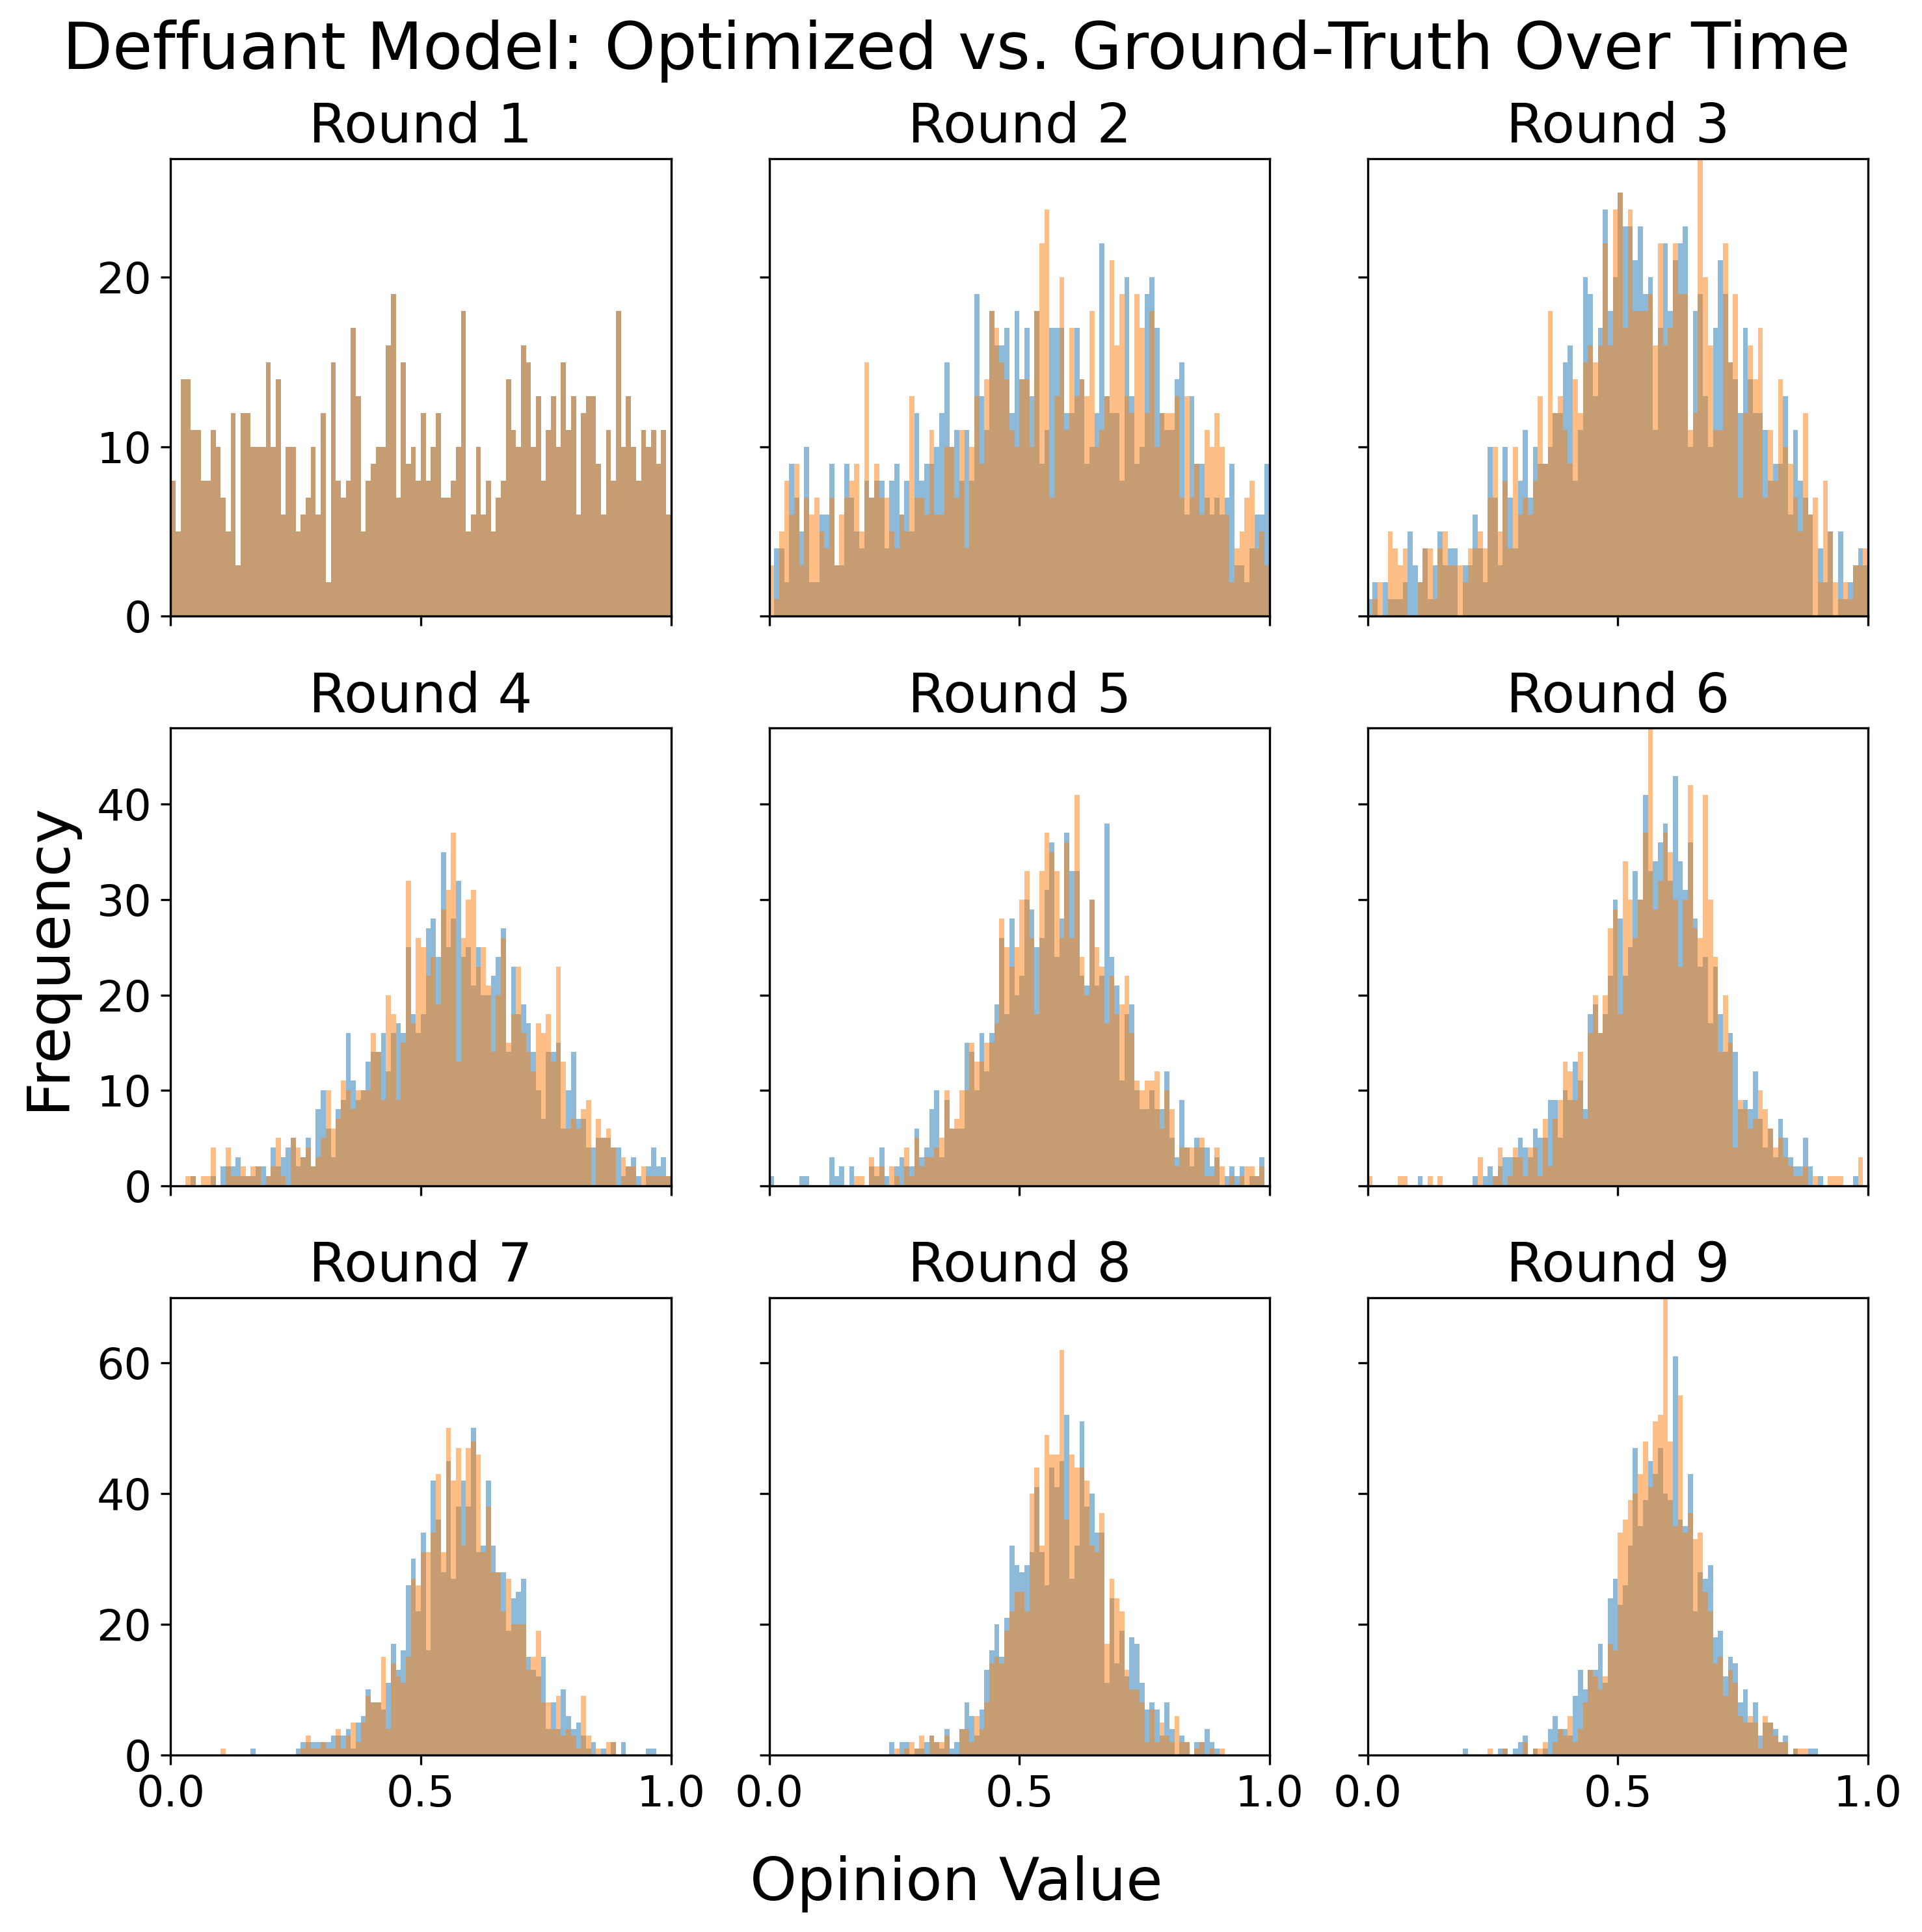 Deffuant Model: Optimized vs. Ground-Truth Over Time
Round 1
Round 2
Round 3
20
10
0
Round 4
Round 5
Round 6
Frequency
40
30
20
10
0
Round 7
Round 8
Round 9
60
40
20
0
0.0 0.5 1.0 0.0 0.5 1.0 0.0 0.5 1.0
Opinion Value